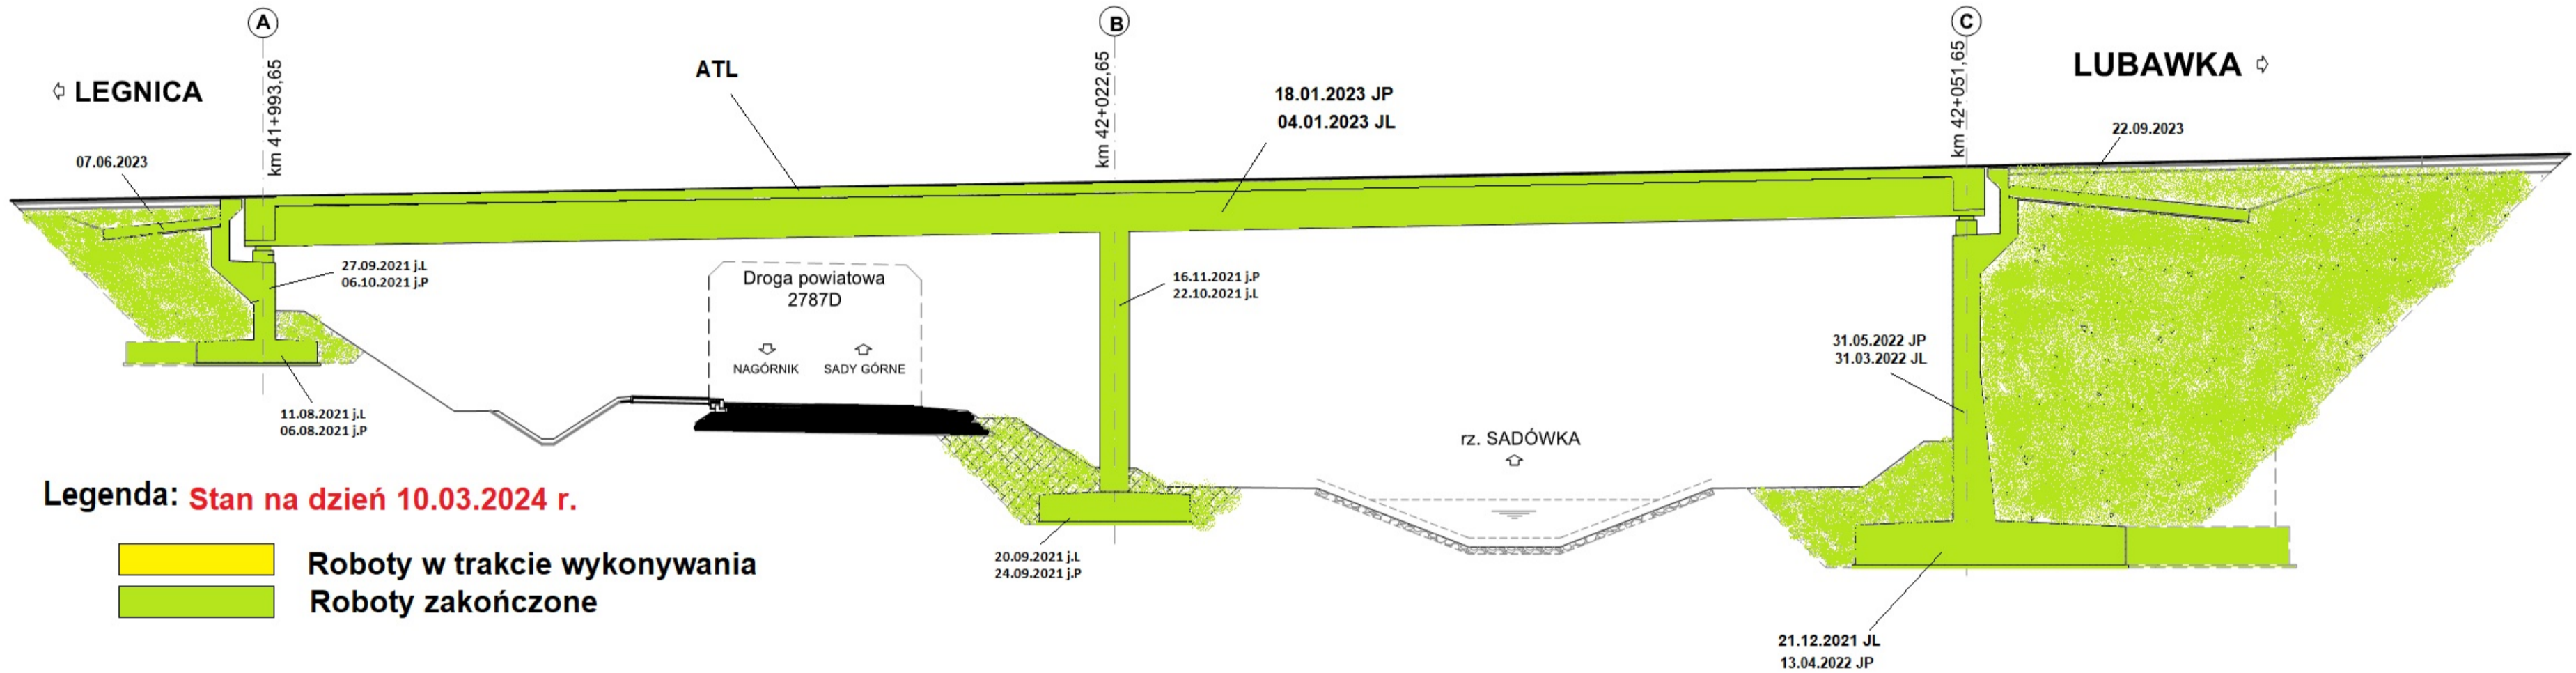 A
B
C
km 41+993,65
km 42+022,65
km 42+051,65
LEGNICA
ATL
18.01.2023 JP
04.01.2023 JL
LUBAWKA
22.09.2023
07.06.2023
27.09.2021 j.L
06.10.2021 j.P
Droga powiatowa
2787D
NAGÓRNIK SADY GÓRNE
16.11.2021 j.P
22.10.2021 j.L
31.05.2022 JP
31.03.2022 JL
11.08.2021 j.L
06.08.2021 j.P
rz. SADÓWKA
20.09.2021 j.L
24.09.2021 j.P
21.12.2021 JL
13.04.2022 JP
Legenda: Stan na dzień 10.03.2024 r.
Roboty w trakcie wykonywania
Roboty zakończone